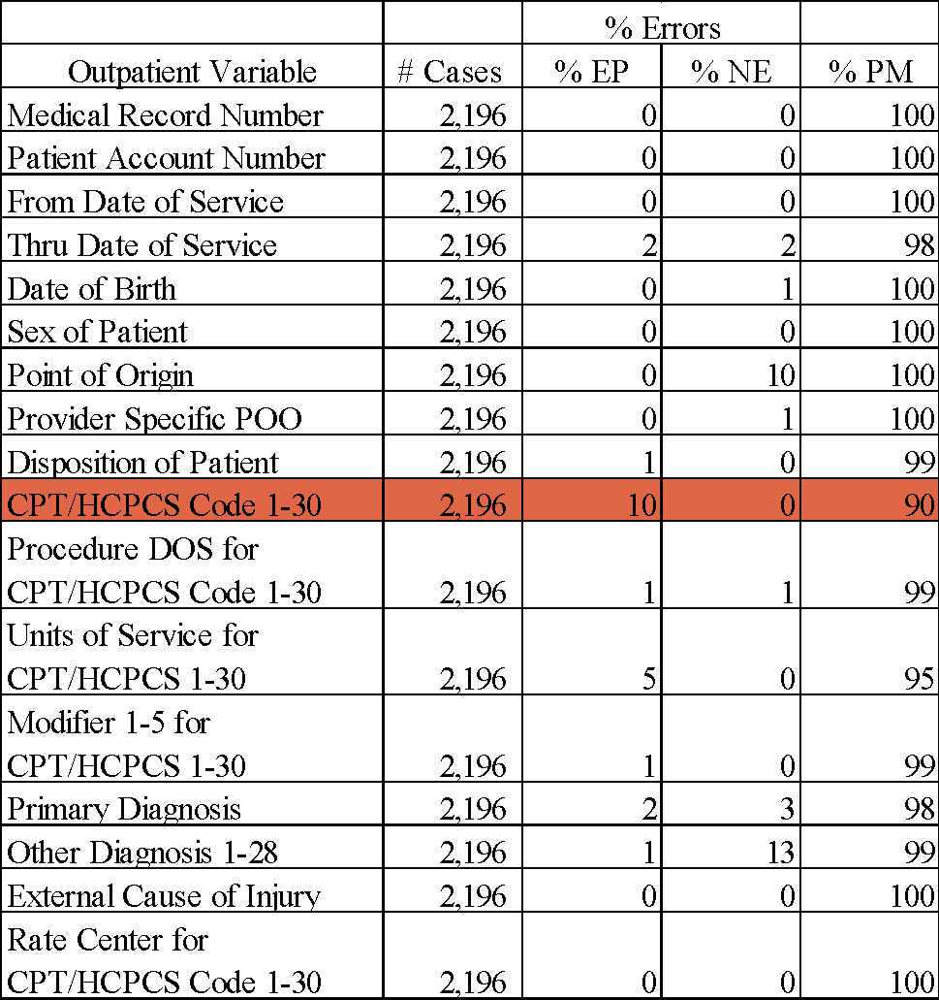 % Errors
Outpatient Variable # Cases % EP % NE % PM
Medical Record Number 2,196 0 0 100
Patient Account Number 2,196 0 0 100
From Date of Service 2,196 0 0 100
Thru Date of Service 2,196 2 2 98
Date of Birth 2,196 0 1 100
Sex of Patient 2,196 0 0 100
Point of Origin 2,196 0 10 100
Provider Specific POO 2,196 0 1 100
Disposition of Patient 2,196 1 0 99
CPT/HCPCS Code 1-30 2,196 10 0 90
Procedure DOS for
CPT/HCPCS Code 1-30 2,196 1 1 99
Units of Service for
CPT/HCPCS 1-30 2,196 5 0 95
Modifier 1-5 for
CPT/HCPCS 1-30 2,196 1 0 99
Primary Diagnosis 2,196 2 3 98
Other Diagnosis 1-28 2,196 1 13 99
External Cause of Injury 2,196 0 0 100
Rate Center for
CPT/HCPCS Code 1-30 2,196 0 0 100